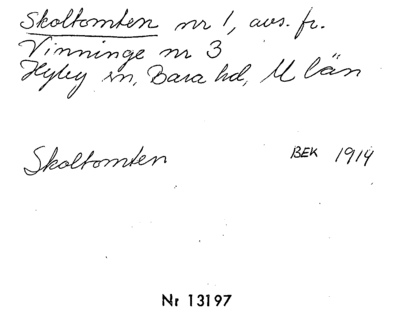 Skoltomten nr 1, avs. fr.
Vinninge nr 3
Hyby sn, Bara hd, M län
Skoltomten BEK 1914
Nr 13197